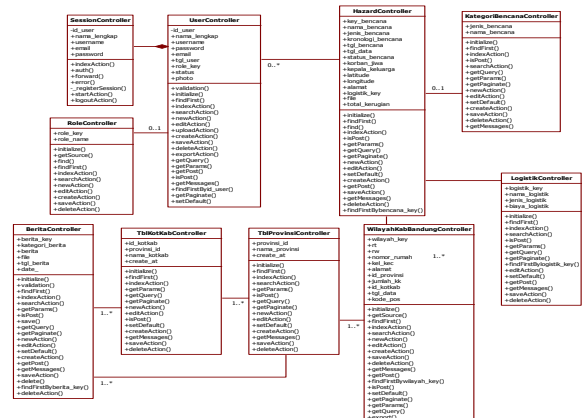 SessionController
-id_user
+nama_lengkap
+username
+email
+password
+indexAction()
+auth()
+forward()
+error()
-_registerSession()
+startAction()
+logoutAction()
UserController
-id_user
+nama_lengkap
+username
+password
+email
+tgl_user
+role_key
+status
+photo
+validation()
+initialize()
+findFirst()
+indexAction()
+searchAction()
+newAction()
+editAction()
+uploadAction()
+createAction()
+saveAction()
+deleteAction()
+exportAction()
+getQuery()
+getParams()
+getPost()
+isPost()
+getMessages()
+findFirstByid_user()
+getPaginate()
+setDefault()
0..*
HazardController
+key_bencana
+nama_bencana
+jenis_bencana
+kronologi_bencana
+tgl_bencana
+tgl_data
+status_bencana
+korban_jiwa
+kepala_keluarga
+latitude
+longitude
+alamat
+logistik_key
+file
+total_kerugian
+initialize()
+findFirst()
+find()
+indexAction()
+isPost()
+getParams()
+getQuery()
+getPaginate()
+newAction()
+editAction()
+setDefault()
+createAction()
+getPost()
+saveAction()
+getMessages()
+deleteAction()
+findFirstBybencana_key()
0..1
KategoriBencanaController
+jenis_bencana
+nama_bencana
+initialize()
+findFirst()
+indexAction()
+isPost()
+searchAction()
+getQuery()
+getParams()
+getPaginate()
+newAction()
+editAction()
+setDefault()
+createAction()
+saveAction()
+deleteAction()
+getMessages()
RoleController
+role_key
+role_name
+initialize()
+getSource()
+find()
+findFirst()
+indexAction()
+searchAction()
+newAction()
+editAction()
+createAction()
+saveAction()
+deleteAction()
0..1
LogistikController
+logistik_key
+nama_logistik
+jenis_logistik
+biaya_logistik
+initialize()
+findFirst()
+indexAction()
+searchAction()
+isPost()
+getQuery()
+getParams()
+getPaginate()
+findFirstBylogistik_key()
+editAction()
+setDefault()
+createAction()
+getPost()
+getMessages()
+saveAction()
+deleteAction()
BeritaController
+berita_key
+kategori_berita
+berita
+file
+tgl_berita
+date_
+initialize()
+validation()
+findFirst()
+indexAction()
+searchAction()
+getParams()
+isPost()
+save()
+getQuery()
+getPaginate()
+newAction()
+editAction()
+setDefault()
+createAction()
+getPost()
+getMessages()
+saveAction()
+delete()
+findFirstByberita_key()
+deleteAction()
1..*
1..*
TblKotKabController
+id_kotkab
+provinsi_id
+nama_kotkab
+create_at
+initialize()
+findFirst()
+indexAction()
+searchAction()
+getParams()
+getQuery()
+getPaginate()
+newAction()
+editAction()
+isPost()
+setDefault()
+createAction()
+getMessages()
+saveAction()
+deleteAction()
1..*
TblProvinsiController
+provinsi_id
+nama_provinsi
+create_at
+initialize()
+findFirst()
+indexAction()
+searchAction()
+getParams()
+isPost()
+getQuery()
+getPaginate()
+newAction()
+editAction()
+setDefault()
+createAction()
+getPost()
+getMessages()
+saveAction()
+deleteAction()
1..*
WilayahKabBandungController
+wilayah_key
+rt
+rw
+nomor_rumah
+kel_kec
+alamat
+id_provinsi
+jumlah_kk
+id_kotkab
+tgl_data
+kode_pos
1..*
+initialize()
+getSource()
+findFirst()
+indexAction()
+searchAction()
+newAction()
+editAction()
+createAction()
+saveAction()
+deleteAction()
+getMessages()
+getPost()
+findFirstBywilayah_key()
+isPost()
+setDefault()
+getPaginate()
+getParams()
+getQuery()